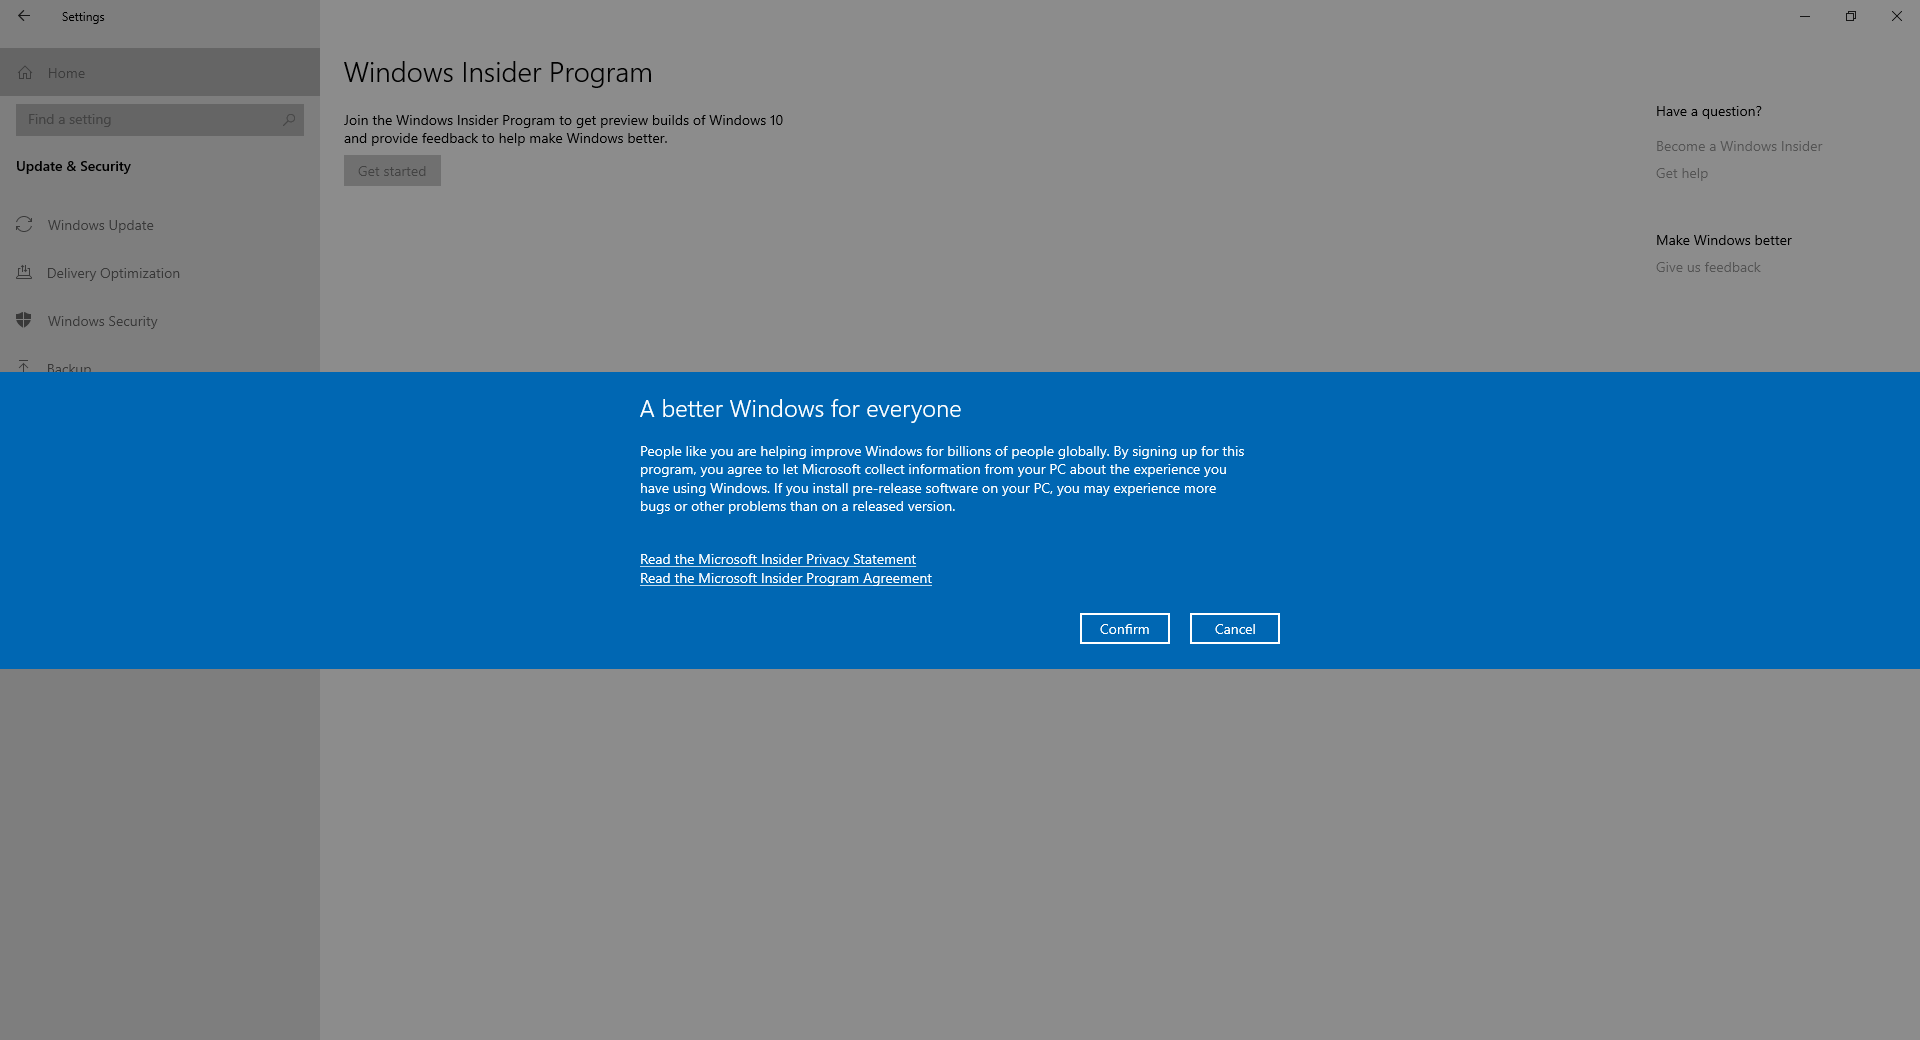 Settings
Home
Find a setting
Update & Security
Windows Update
Delivery Optimization
Windows Security
Backup
Windows Insider Program
Join the Windows Insider Program to get preview builds of Windows 10
and provide feedback to help make Windows better.
Get started
Have a question?
Become a Windows Insider
Get help
Make Windows better
Give us feedback
A better Windows for everyone
People like you are helping improve Windows for billions of people globally. By signing up for this
program, you agree to let Microsoft collect information from your PC about the experience you
have using Windows. If you install pre-release software on your PC, you may experience more
bugs or other problems than on a released version.
Read the Microsoft Insider Privacy Statement
Read the Microsoft Insider Program Agreement
Confirm
Cancel